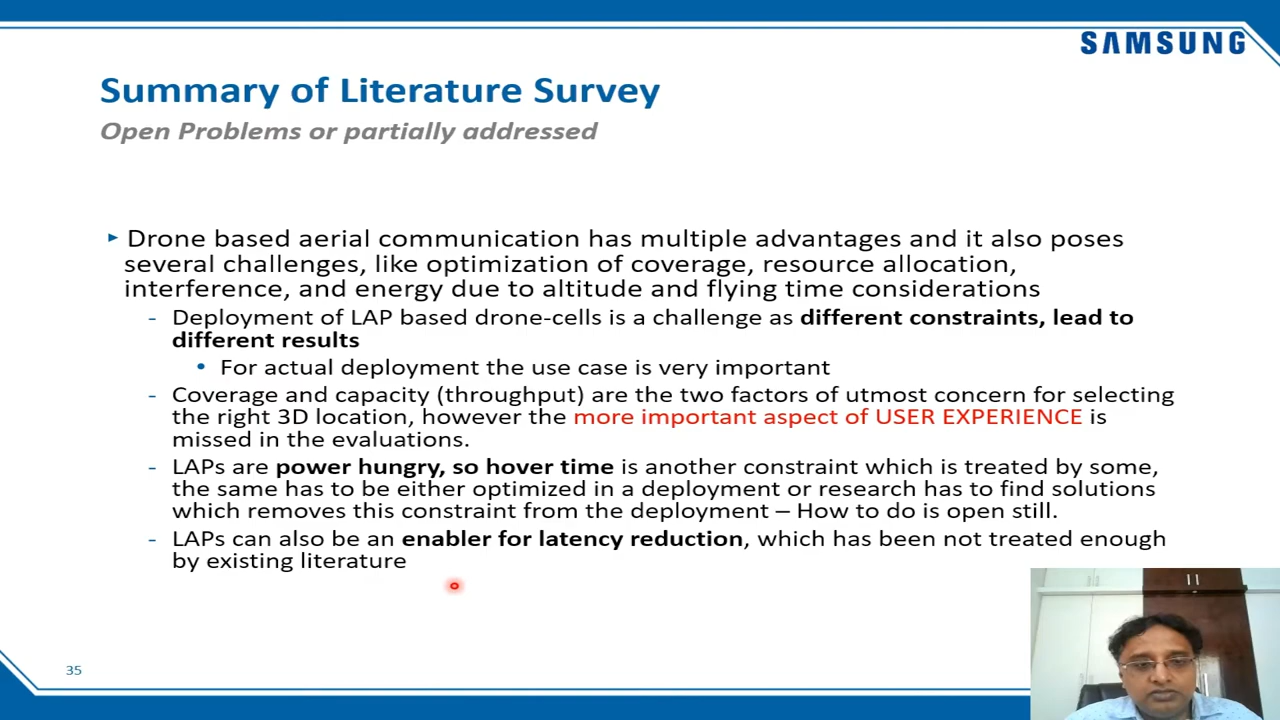 SAMSUNG
Summary of Literature Survey
Open Problems or partially addressed
Drone based aerial communication has multiple advantages and it also poses
several challenges, like optimization of coverage, resource allocation,
interference, and energy due to altitude and flying time considerations
- Deployment of LAP based drone-cells is a challenge as different constraints, lead to
different results
• For actual deployment the use case is very important
- Coverage and capacity (throughput) are the two factors of utmost concern for selecting
the right 3D location, however the more important aspect of USER EXPERIENCE is
missed in the evaluations.
- LAPs are power hungry, so hover time is another constraint which is treated by some,
the same has to be either optimized in a deployment or research has to find solutions
which removes this constraint from the deployment – How to do is open still.
- LAPs can also be an enabler for latency reduction, which has been not treated enough
by existing literature
35